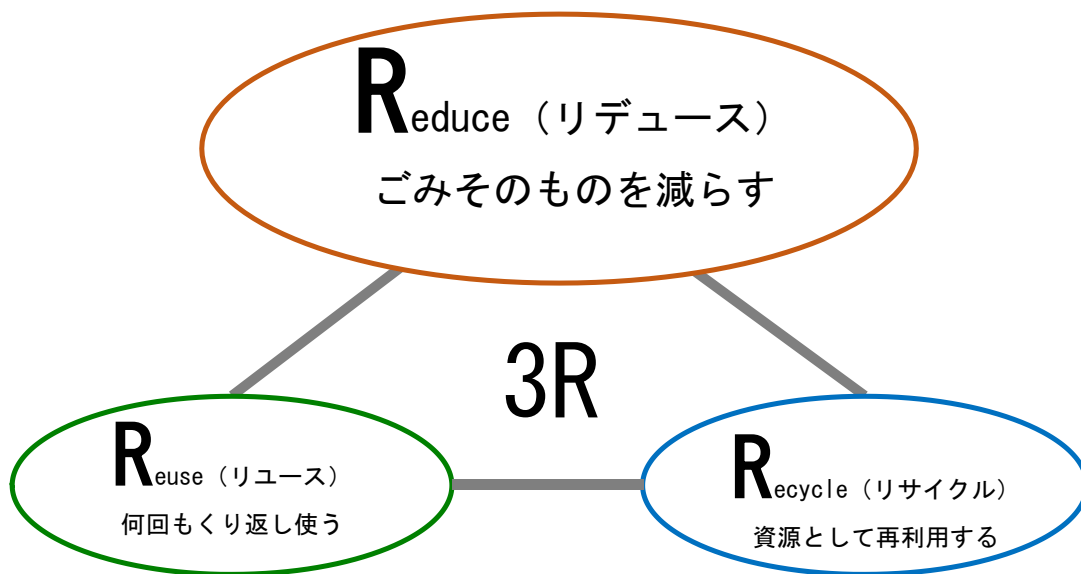 Reduce（リデュース）
ごみそのものを減らす
3R
Reuse（リユース）
何回もくり返し使う
Recycle（リサイクル）
資源として再利用する